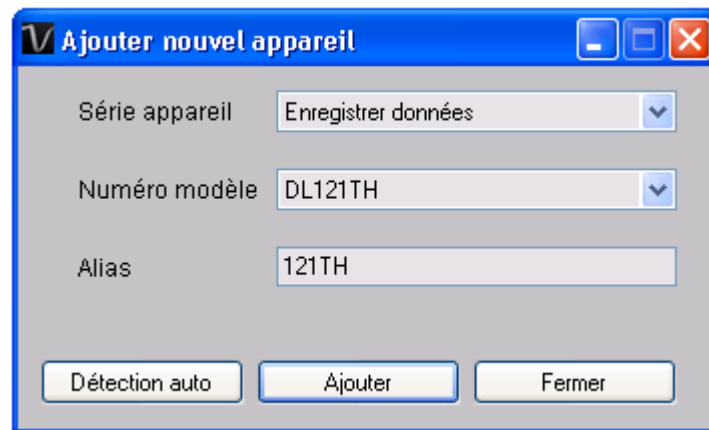 Ajouter nouvel appareil
Série appareil Enregistrer données
Numéro modèle DL121TH
Alias 121TH
Détection auto Ajouter Fermer